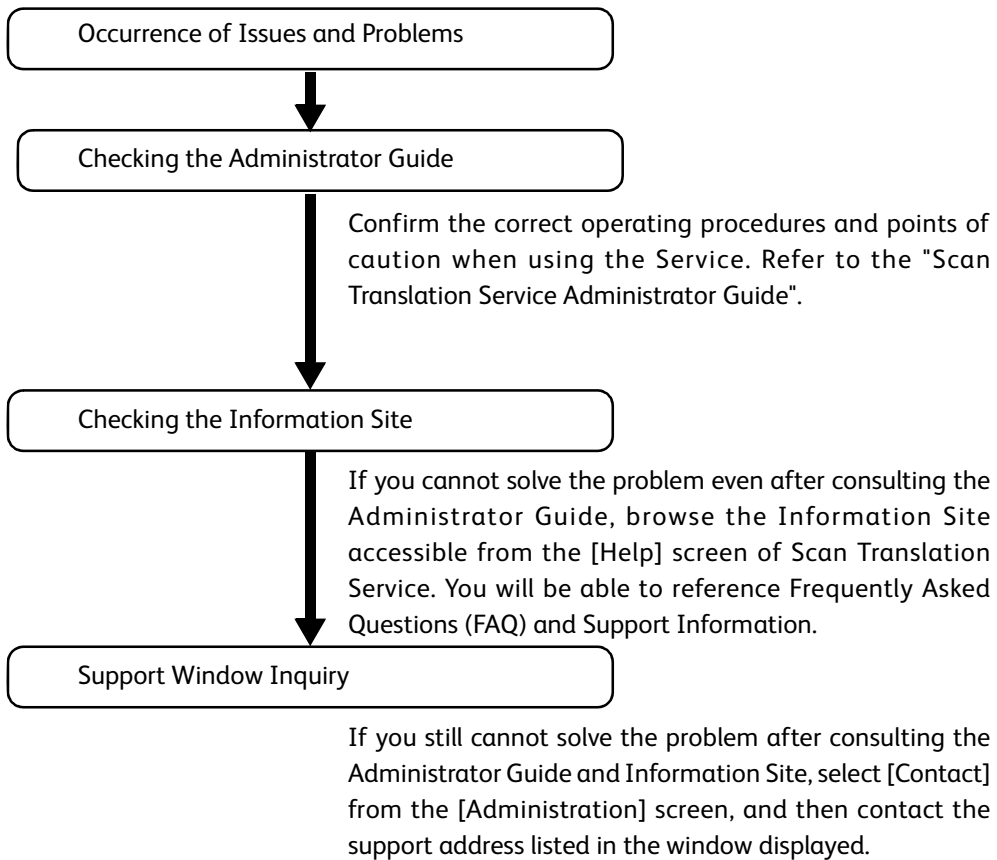 Occurrence of Issues and Problems
Checking the Administrator Guide
Confirm the correct operating procedures and points of
caution when using the Service. Refer to the "Scan
Translation Service Administrator Guide".
Checking the Information Site
If you cannot solve the problem even after consulting the
Administrator Guide, browse the Information Site
accessible from the [Help] screen of Scan Translation
Service. You will be able to reference Frequently Asked
Questions (FAQ) and Support Information.
Support Window Inquiry
If you still cannot solve the problem after consulting the
Administrator Guide and Information Site, select [Contact]
from the [Administration] screen, and then contact the
support address listed in the window displayed.